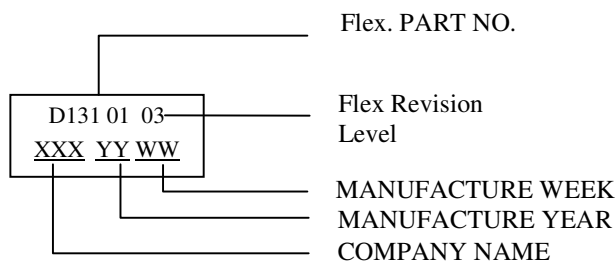 Flex. PART NO.
D131 01 03
Flex Revision
Level
XXX YY WW
MANUFACTURE WEEK
MANUFACTURE YEAR
COMPANY NAME